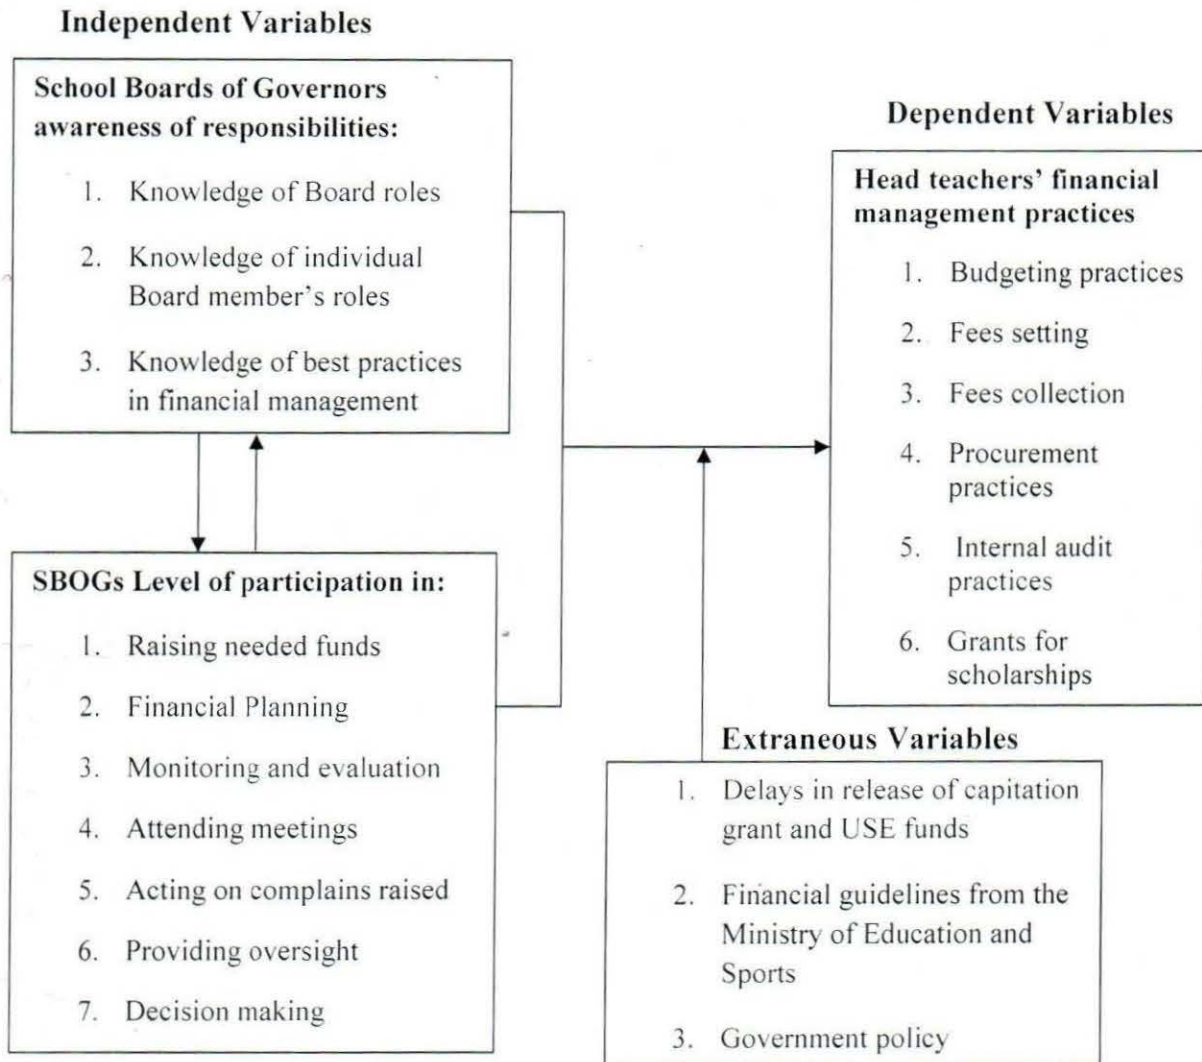 Independent Variables
School Boards of Governors
awareness of responsibilities:
1. Knowledge of Board roles
2. Knowledge of individual
Board member's roles
3. Knowledge of best practices
in financial management
SBOGs Level of participation in:
1. Raising needed funds
2. Financial Planning
3. Monitoring and evaluation
4. Attending meetings
5. Acting on complains raised
6. Providing oversight
7. Decision making
Dependent Variables
Head teachers' financial
management practices
1. Budgeting practices
2. Fees setting
3. Fees collection
4. Procurement
practices
5. Internal audit
practices
6. Grants for
scholarships
Extraneous Variables
1. Delays in release of capitation
grant and USE funds
2. Financial guidelines from the
Ministry of Education and
Sports
3. Government policy